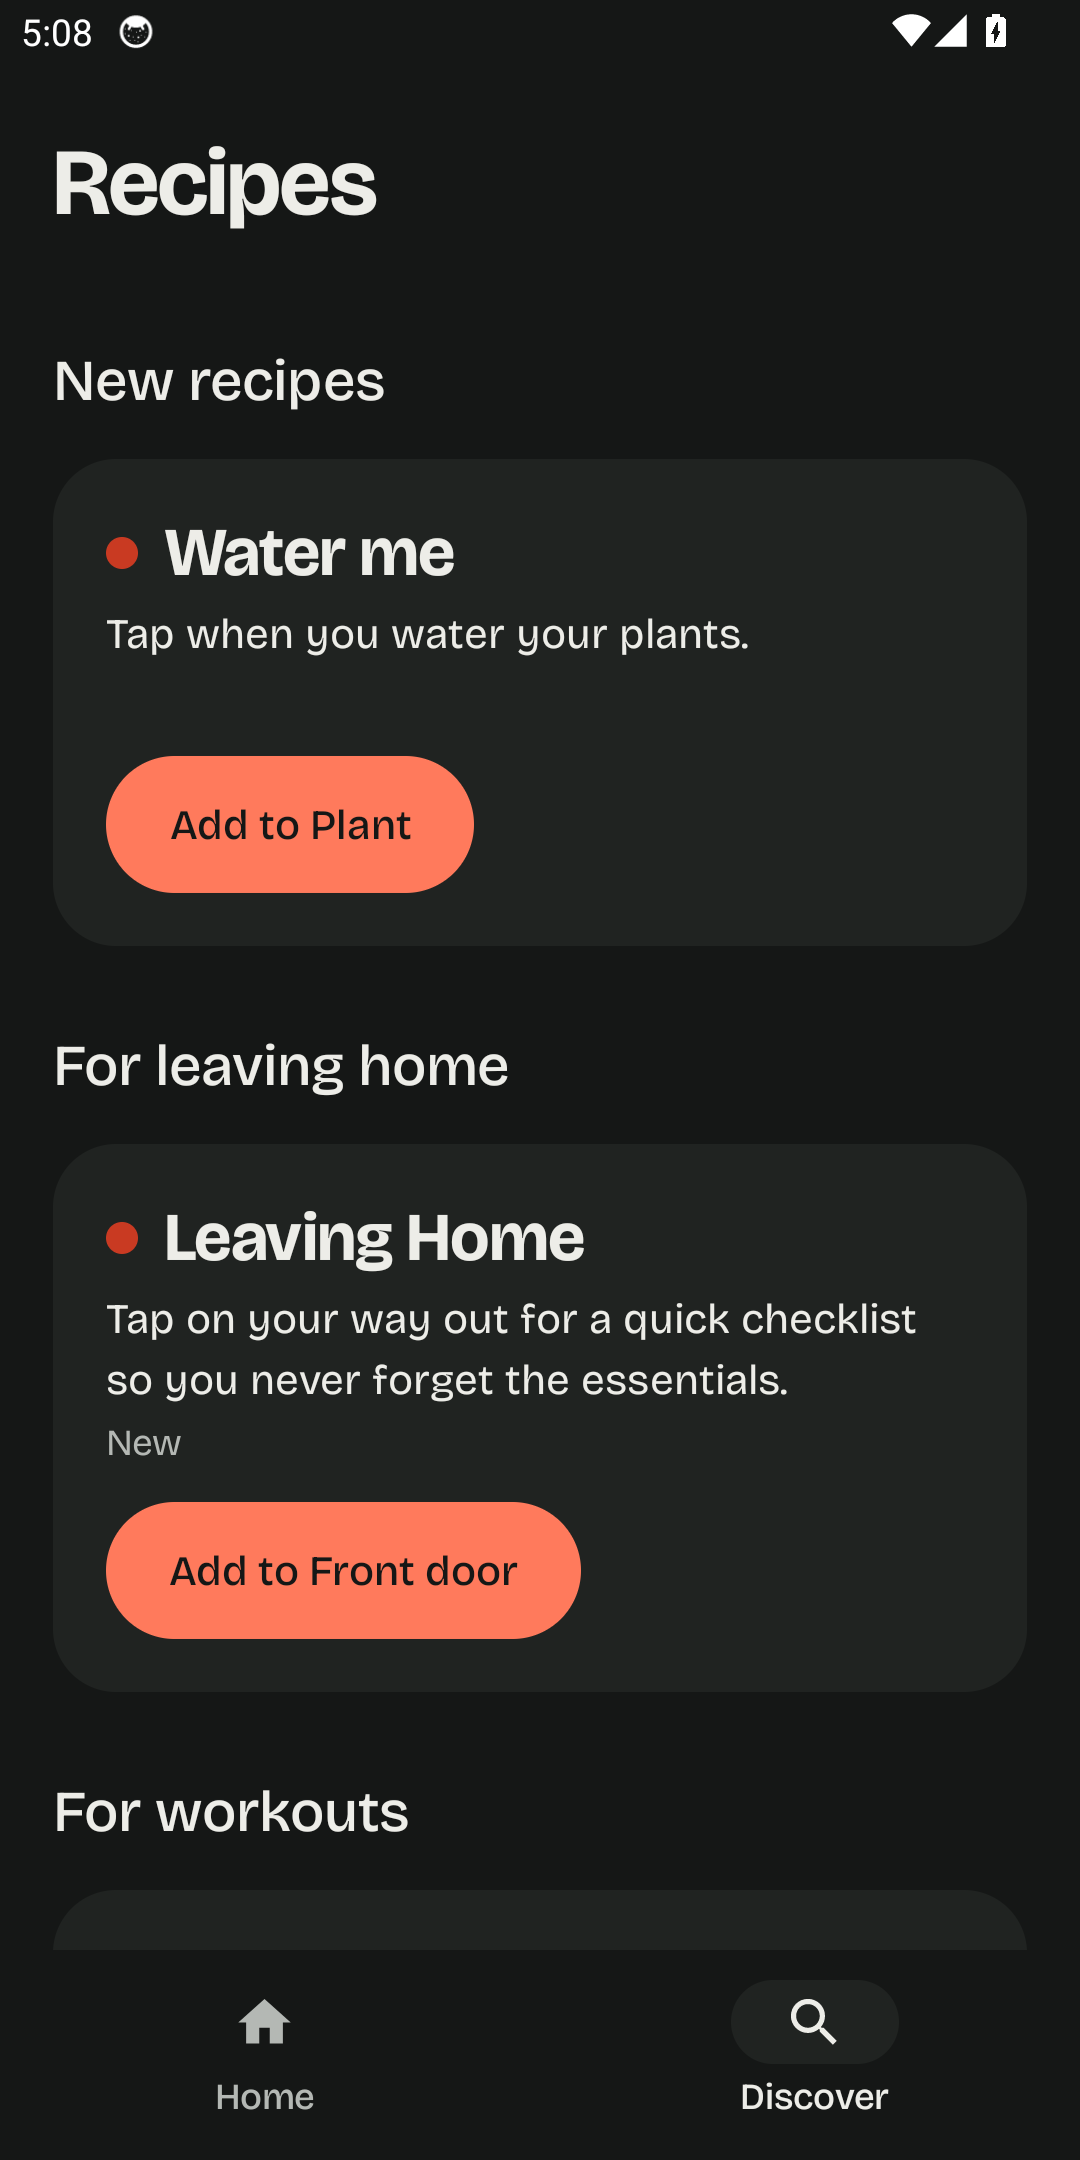 5:08
Recipes
New recipes
Water me
Tap when you water your plants.
Add to Plant
For leaving home
Leaving Home
Tap on your way out for a quick checklist
so you never forget the essentials.
New
Add to Front door
For workouts
Home
Discover